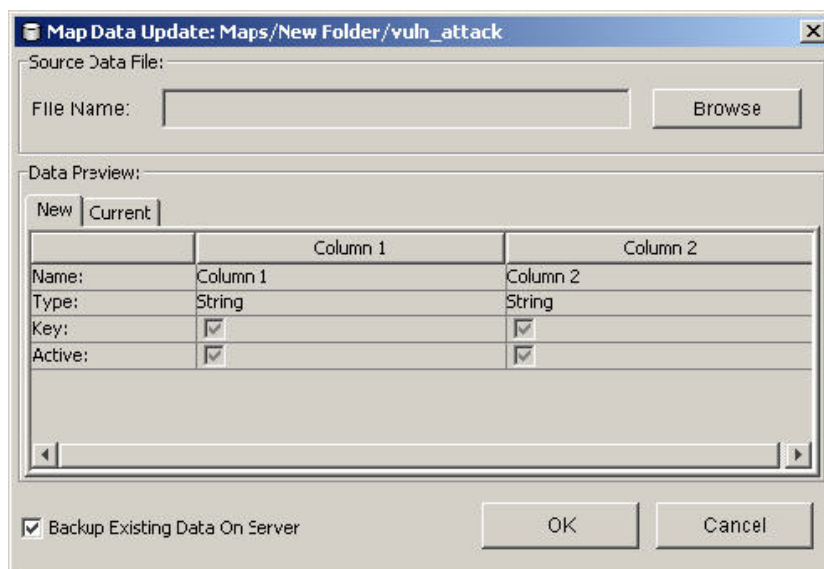 Map Data Update: Maps/New Folder/vuln_attack
Source Data File:
File Name:
Browse
Data Preview:
New Current
Column 1 Column 2
Name: Column 1 Column 2
Type: String String
Key:
Active:
Backup Existing Data On Server
OK Cancel